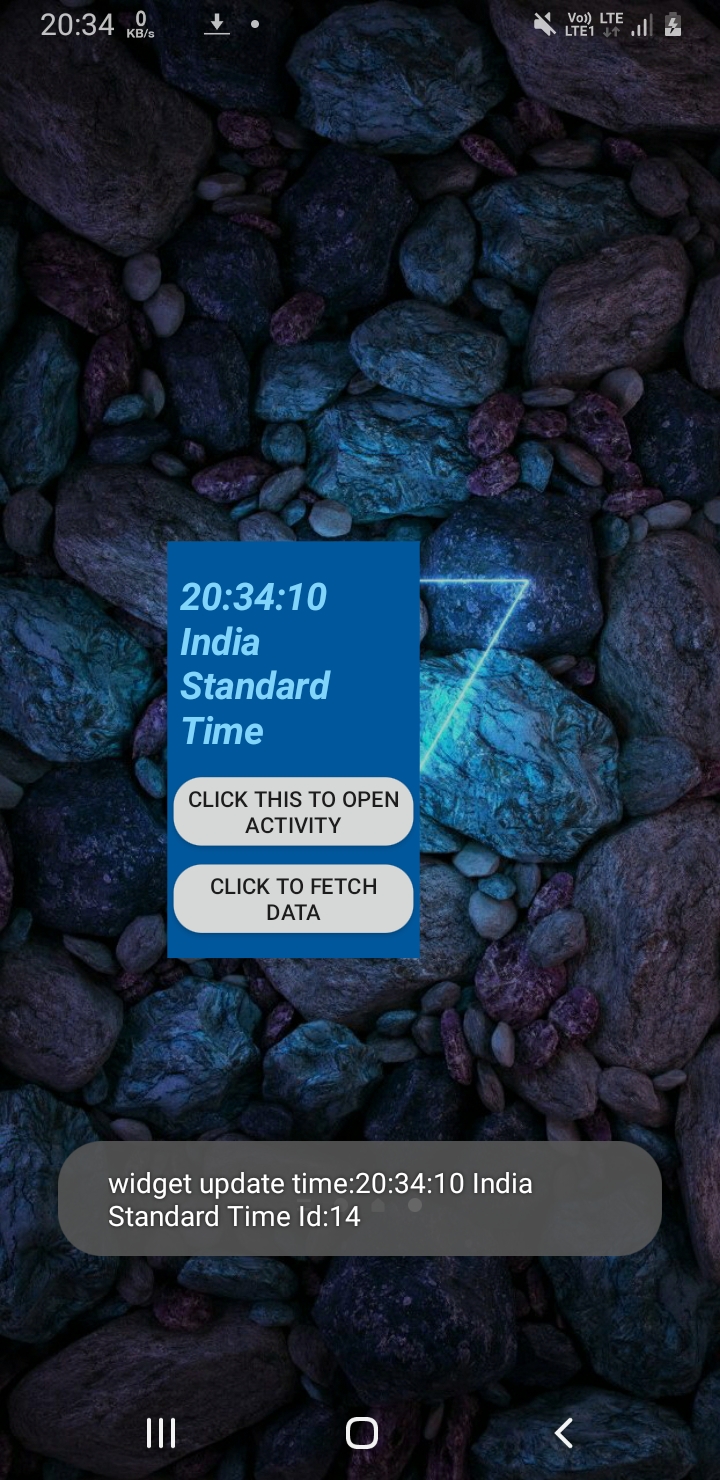 20:34 0 KB/s Vo)) LTE LTE1
20:34:10
India
Standard
Time
CLICK THIS TO OPEN
ACTIVITY
CLICK TO FETCH
DATA
widget update time:20:34:10 India
Standard Time Id:14